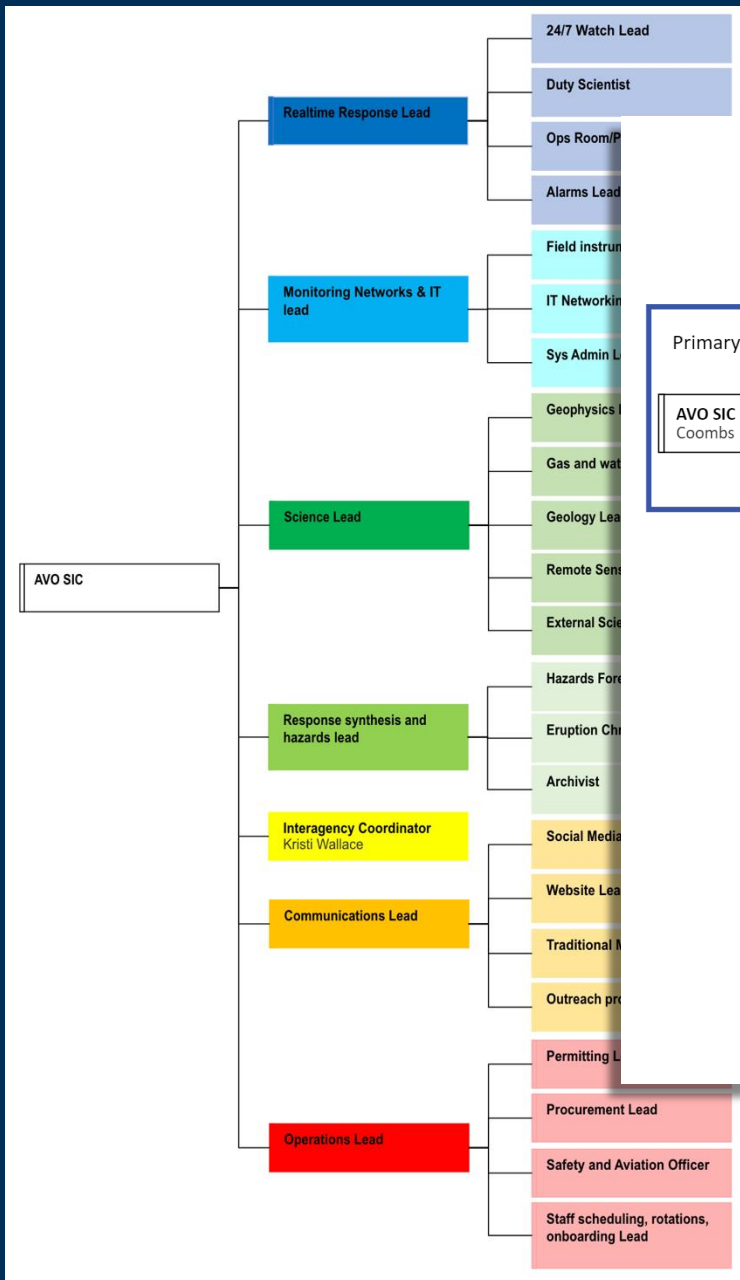 24/7 Watch Lead
Duty Scientist
Realtime Response Lead
Ops Room/P
Alarms Lead
Field instrum
Monitoring Networks & IT
lead
IT Networkin
Sys Admin L
Primary
AVO SIC
Coombs
Geophysics
Gas and wat
Science Lead
Geology Lea
Remote Sens
External Scie
AVO SIC
Hazards Fore
Response synthesis and
hazards lead
Eruption Chr
Archivist
Interagency Coordinator
Kristi Wallace
Social Media
Website Lea
Communications Lead
Traditional M
Outreach pro
Permitting L
Procurement Lead
Operations Lead
Safety and Aviation Officer
Staff scheduling, rotations,
onboarding Lead